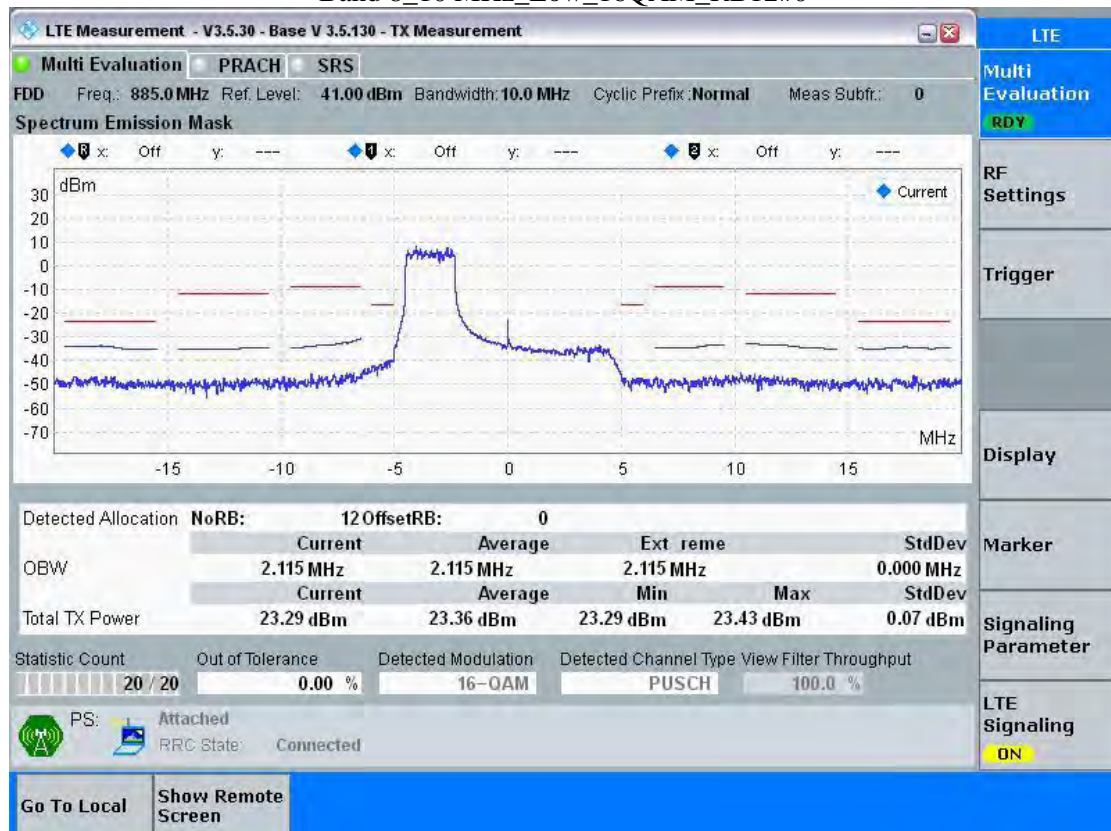 LTE Measurement - V3.5.30 - Base V 3.5.130 - TX Measurement
LTE
Multi Evaluation PRACH SRS
Multi
Evaluation
RDY
FDD Freq.: 885.0 MHz Ref. Level: 41.00 dBm Bandwidth: 10.0 MHz Cyclic Prefix :Normal Meas Subfr.: 0
Spectrum Emission Mask
R x: Off y: --- 1 x: Off y: --- 2 x: Off y: ---
dBm
Current
30
20
10
0
-10
-20
-30
-40
-50
-60
-70
MHz
-15 -10 -5 0 5 10 15
RF
Settings
Trigger
Display
Marker
Signaling
Parameter
LTE
Signaling
ON
Detected Allocation NoRB: 12 OffsetRB: 0
Current Average Ext reme StdDev
OBW 2.115 MHz 2.115 MHz 2.115 MHz 0.000 MHz
Current Average Min Max StdDev
Total TX Power 23.29 dBm 23.36 dBm 23.29 dBm 23.43 dBm 0.07 dBm
Statistic Count Out of Tolerance Detected Modulation Detected Channel Type View Filter Throughput
20 / 20 0.00 % 16-QAM PUSCH 100.0 %
PS: Attached
RRC State: Connected
Go To Local
Show Remote
Screen